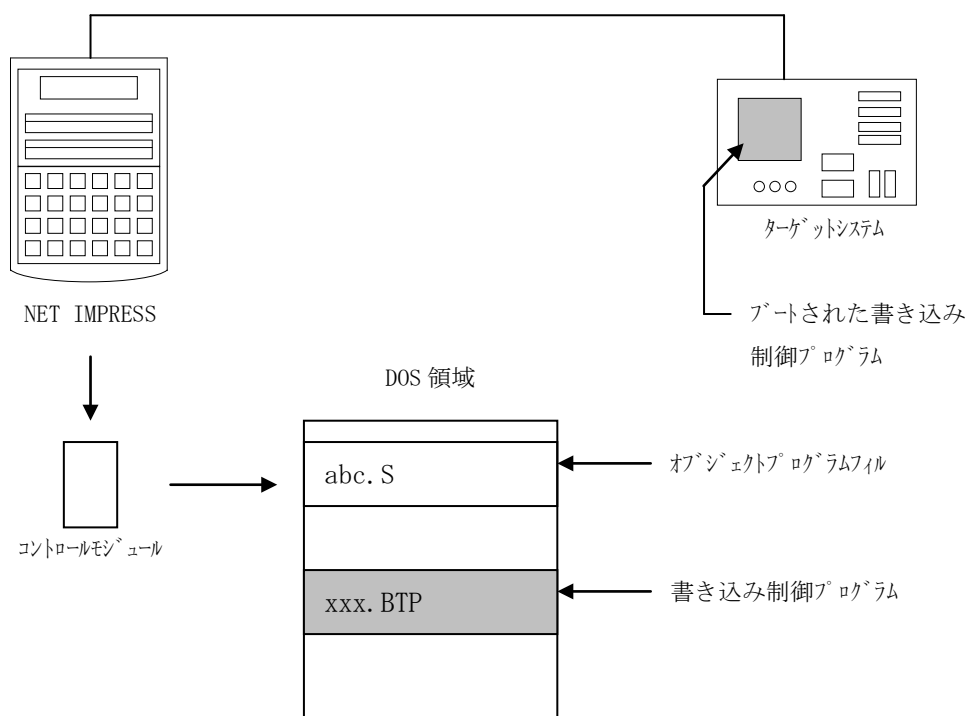 ﾀｰｹﾞｯﾄｼｽﾃﾑ
NET IMPRESS
ﾌﾞｰﾄされた書き込み
制御ﾌﾟﾛｸﾞﾗﾑ
DOS 領域
abc.S
ｵﾌﾞｼﾞｪｸﾄﾌﾟﾛｸﾞﾗﾑﾌｨﾙ
ｺﾝﾄﾛｰﾙﾓｼﾞｭｰﾙ
xxx.BTP
書き込み制御ﾌﾟﾛｸﾞﾗﾑ